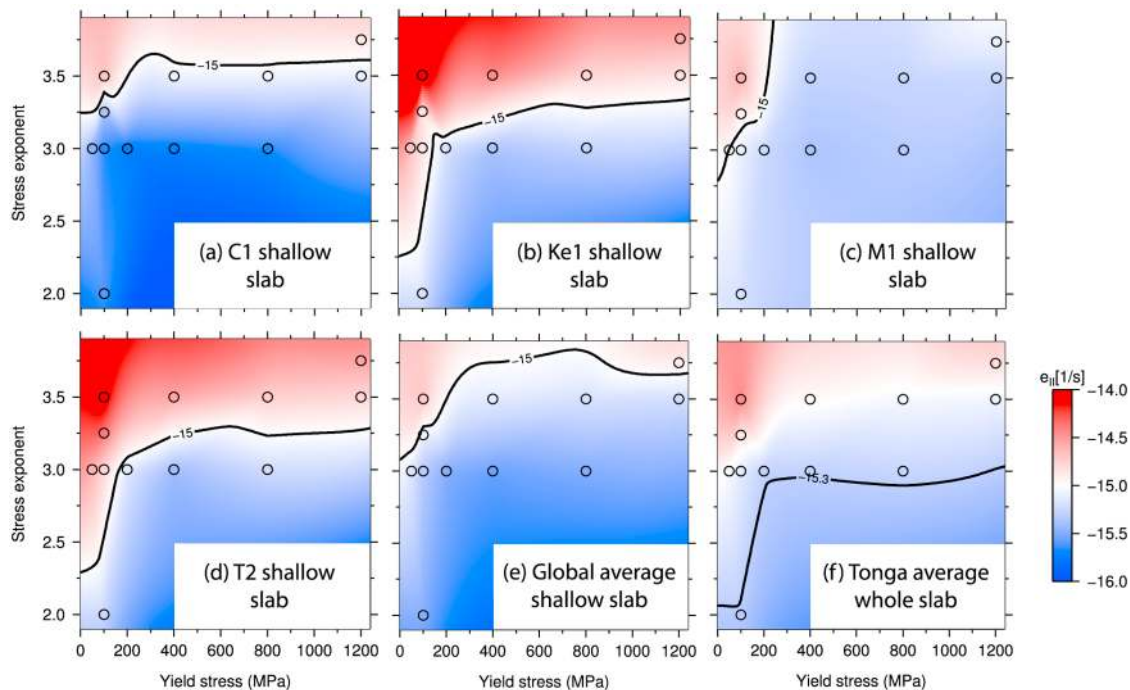 Stress exponent
3.5
3.0
2.5
2.0
-15
(a) C1 shallow
slab
-15
(b) Ke1 shallow
slab
-15
(c) M1 shallow
slab
Stress exponent
3.5
3.0
2.5
2.0
-15
(d) T2 shallow
slab
-15
(e) Global average
shallow slab
-15.3
(f) Tonga average
whole slab
e_II[1/s]
-14.0
-14.5
-15.0
-15.5
-16.0
0 200 400 600 800 1000 1200
0 200 400 600 800 1000 1200
0 200 400 600 800 1000 1200
Yield stress (MPa)
Yield stress (MPa)
Yield stress (MPa)